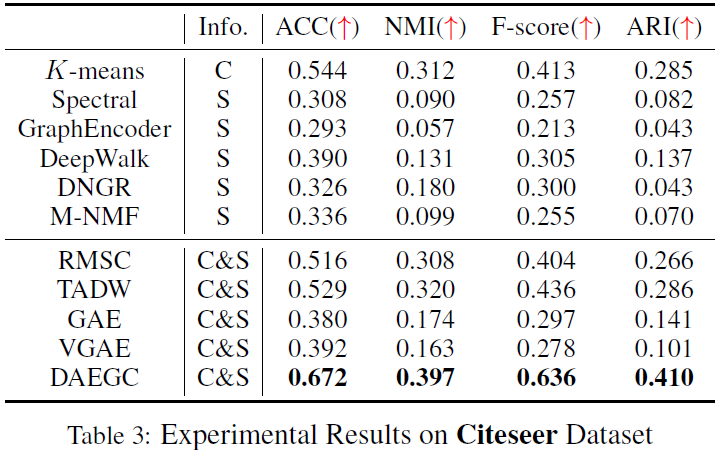 Info. ACC(↑) NMI(↑) F-score(↑) ARI(↑)
K-means C 0.544 0.312 0.413 0.285
Spectral S 0.308 0.090 0.257 0.082
GraphEncoder S 0.293 0.057 0.213 0.043
DeepWalk S 0.390 0.131 0.305 0.137
DNGR S 0.326 0.180 0.300 0.043
M-NMF S 0.336 0.099 0.255 0.070
RMSC C&S 0.516 0.308 0.404 0.266
TADW C&S 0.529 0.320 0.436 0.286
GAE C&S 0.380 0.174 0.297 0.141
VGAE C&S 0.392 0.163 0.278 0.101
DAEGC C&S 0.672 0.397 0.636 0.410
Table 3: Experimental Results on Citeseer Dataset